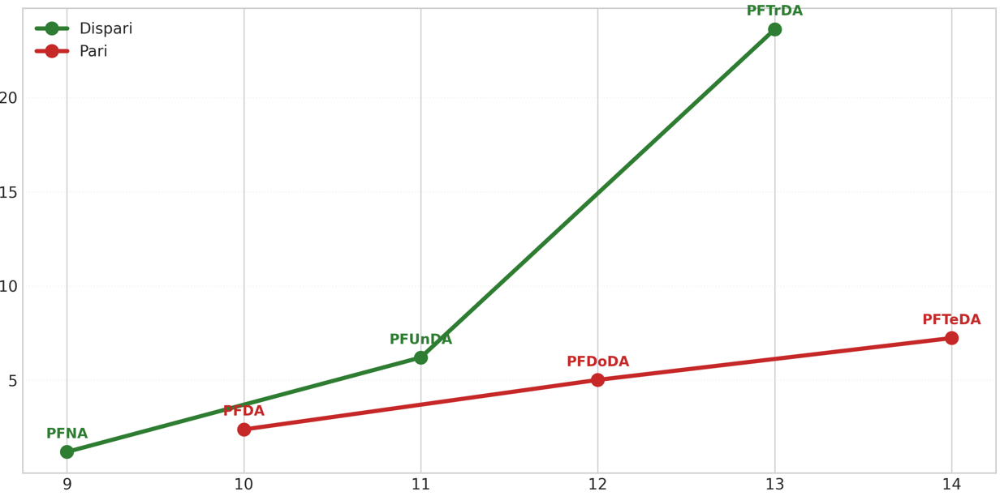 PFTrDA
Dispari
Pari
20
15
10
PFTeDA
PFUnDA
PFDoDA
5
PFDA
PFNA
9 10 11 12 13 14